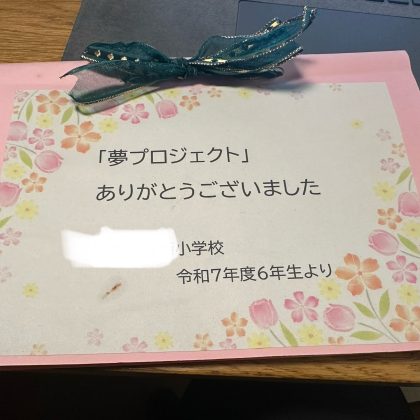 「夢プロジェクト」
ありがとうございました
小学校
令和7年度6年生より